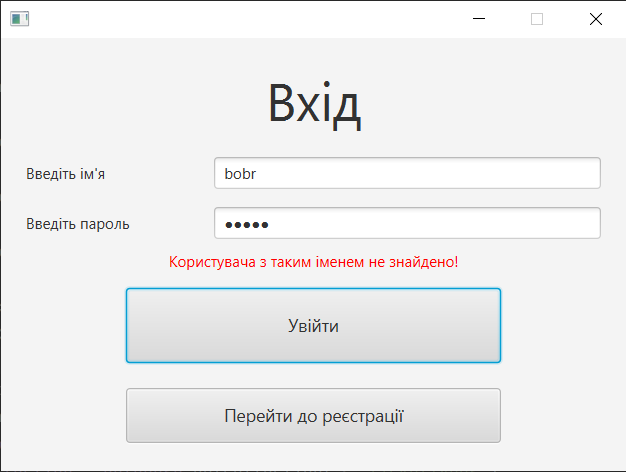 Вхід
Введіть ім'я
bobr
Введіть пароль
●●●●●
Користувача з таким іменем не знайдено!
Увійти
Перейти до реєстрації